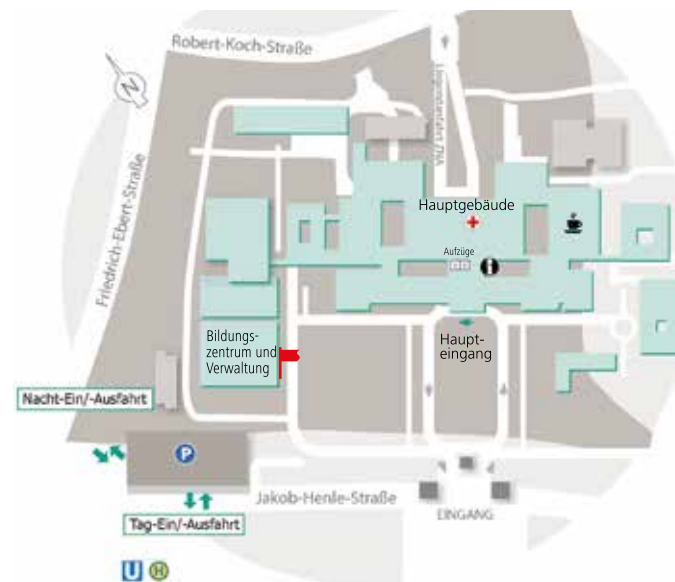 Robert-Koch-Straße
N
Liegendanfahrt ZNA
Friedrich-Ebert-Straße
Hauptgebäude
Aufzüge
i
Bildungs-
zentrum und
Verwaltung
Haupt-
eingang
Nacht-Ein/-Ausfahrt
P
Jakob-Henle-Straße
EINGANG
Tag-Ein/-Ausfahrt
U H